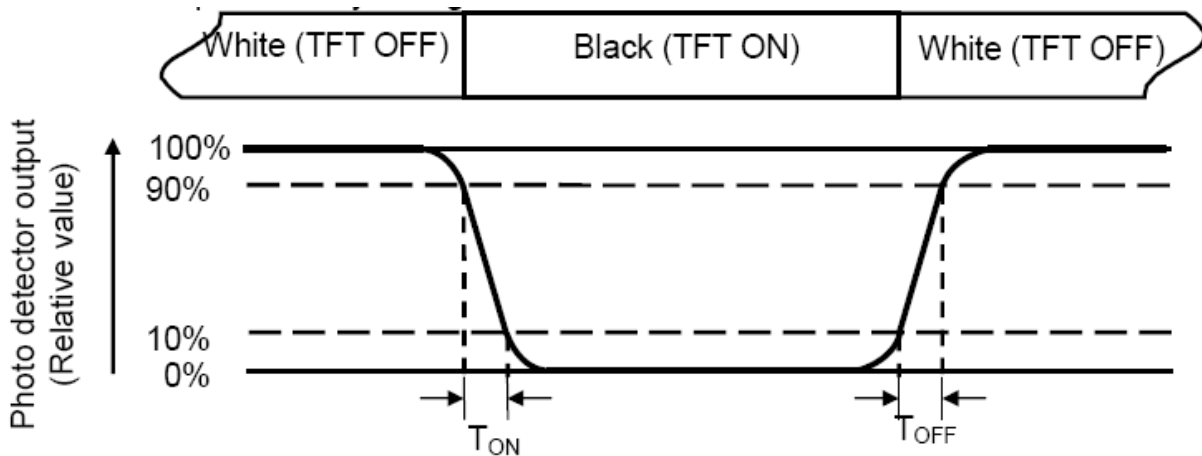 White (TFT OFF) Black (TFT ON) White (TFT OFF)
Photo detector output
(Relative value)
100%
90%
10%
0%
TON TOFF